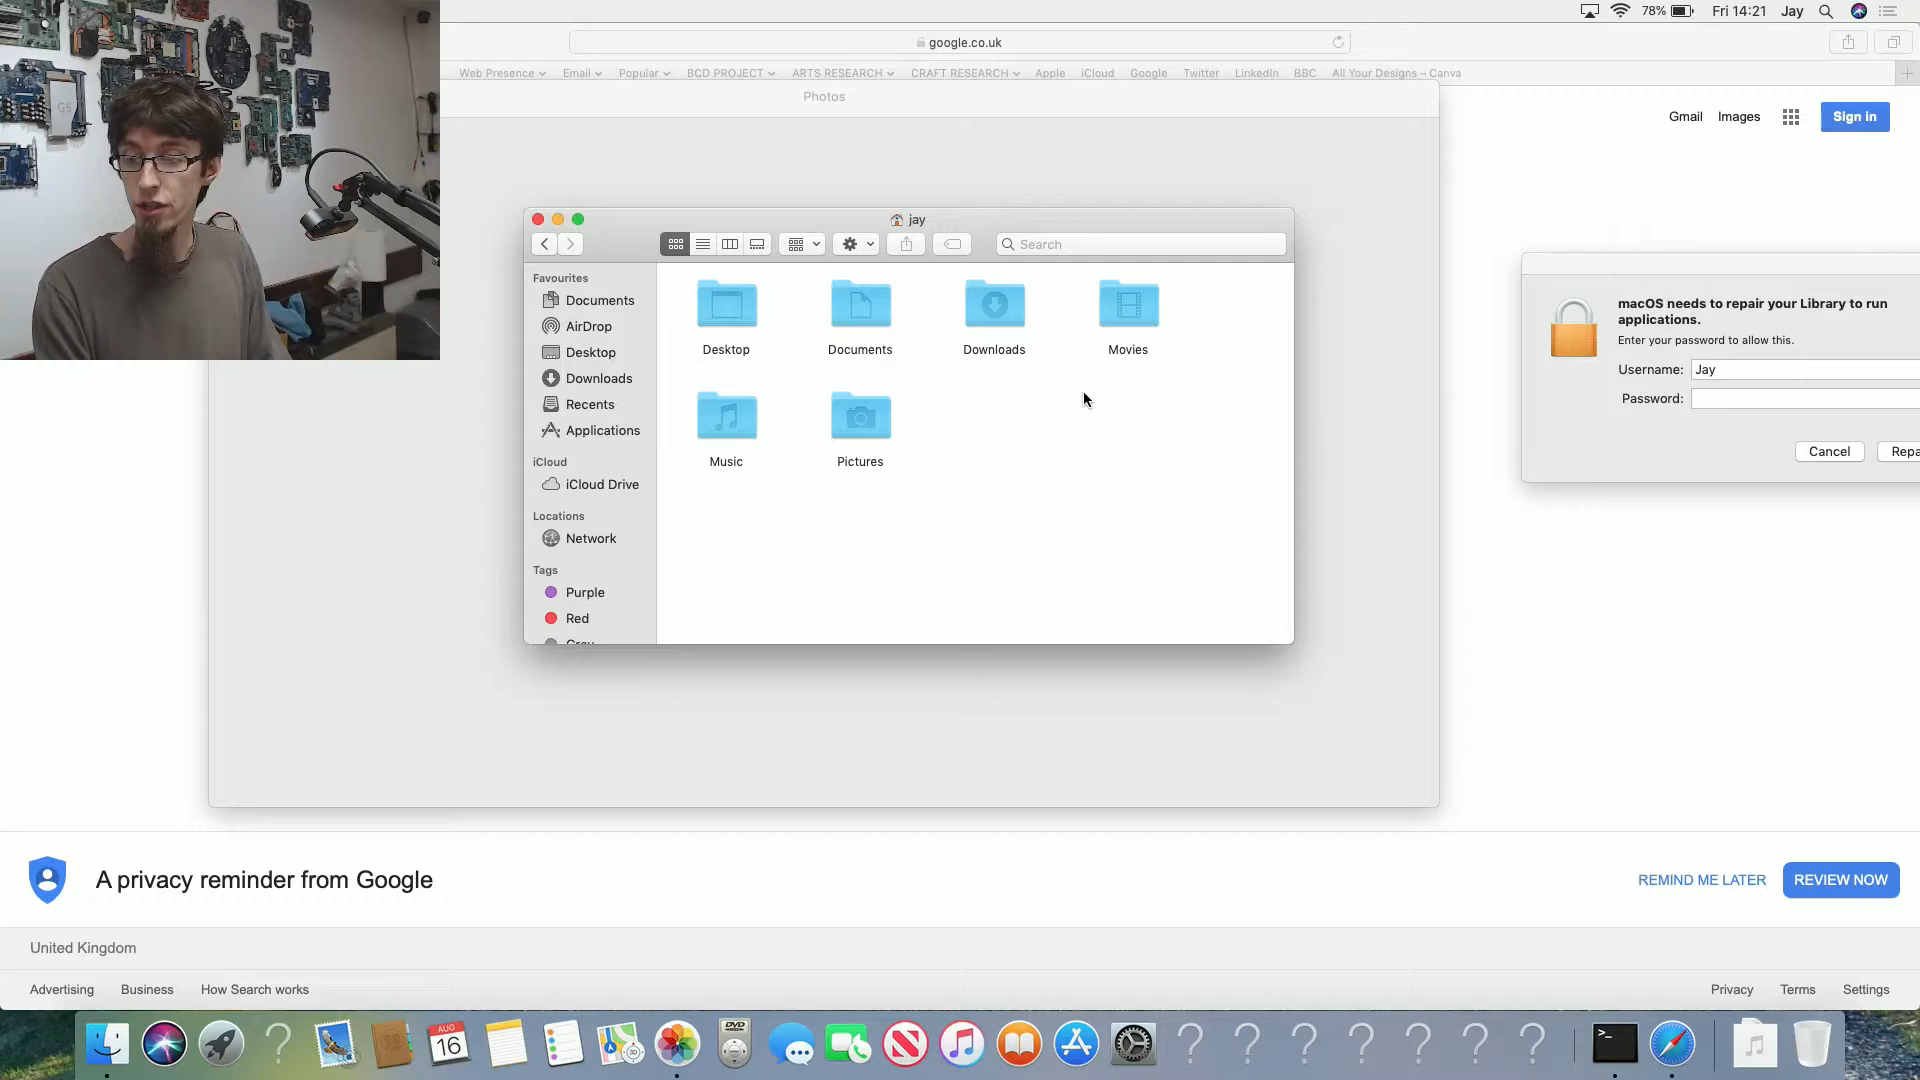 78%
Fri 14:21
Jay
google.co.uk
Web Presence
Email
Popular
BCD PROJECT
ARTS RESEARCH
CRAFT RESEARCH
Apple
iCloud
Google
Twitter
LinkedIn
BBC
All Your Designs – Canva
Photos
Gmail
Images
Sign in
jay
Search
Favourites
Documents
AirDrop
Desktop
Downloads
Recents
Applications
iCloud
iCloud Drive
Locations
Network
Tags
Purple
Red
Gray
Desktop
Documents
Downloads
Movies
Music
Pictures
macOS needs to repair your Library to run
applications.
Enter your password to allow this.
Username:
Jay
Password:
Cancel
Repa
A privacy reminder from Google
REMIND ME LATER
REVIEW NOW
United Kingdom
Advertising
Business
How Search works
Privacy
Terms
Settings
AUG
16
3D
DVD
G5